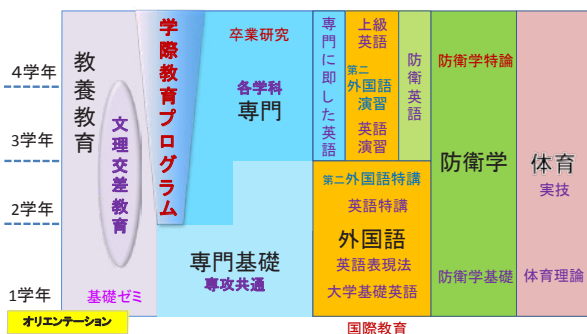 4学年
3学年
2学年
1学年
オリエンテーション
教養教育
文理交差教育
基礎ゼミ
学際教育プログラム
卒業研究
各学科
専門
専門基礎
専攻共通
専門に即した英語
上級
英語
第二
外国語
演習
英語
演習
防衛英語
第二外国語特講
英語特講
外国語
英語表現法
大学基礎英語
国際教育
防衛学特論
防衛学
防衛学基礎
体育
実技
体育理論